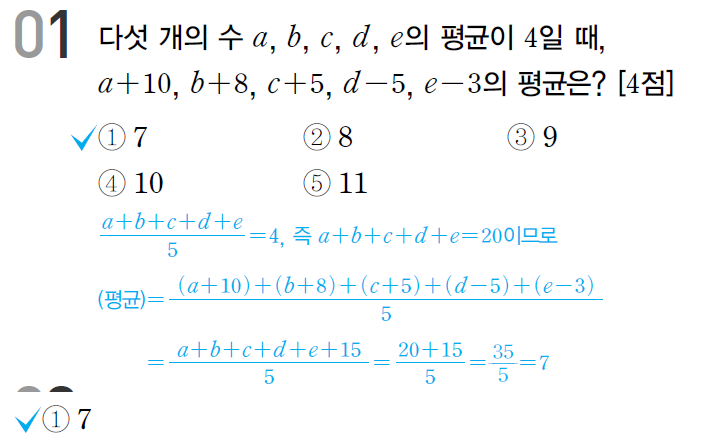 01 다섯 개의 수 a, b, c, d, e의 평균이 4일 때,
a+10, b+8, c+5, d-5, e-3의 평균은? [4점]
① 7 ② 8 ③ 9
④ 10 ⑤ 11
(a+b+c+d+e)/5=4, 즉 a+b+c+d+e=20이므로
(평균)=((a+10)+(b+8)+(c+5)+(d-5)+(e-3))/5
=(a+b+c+d+e+15)/5=(20+15)/5=35/5=7
① 7